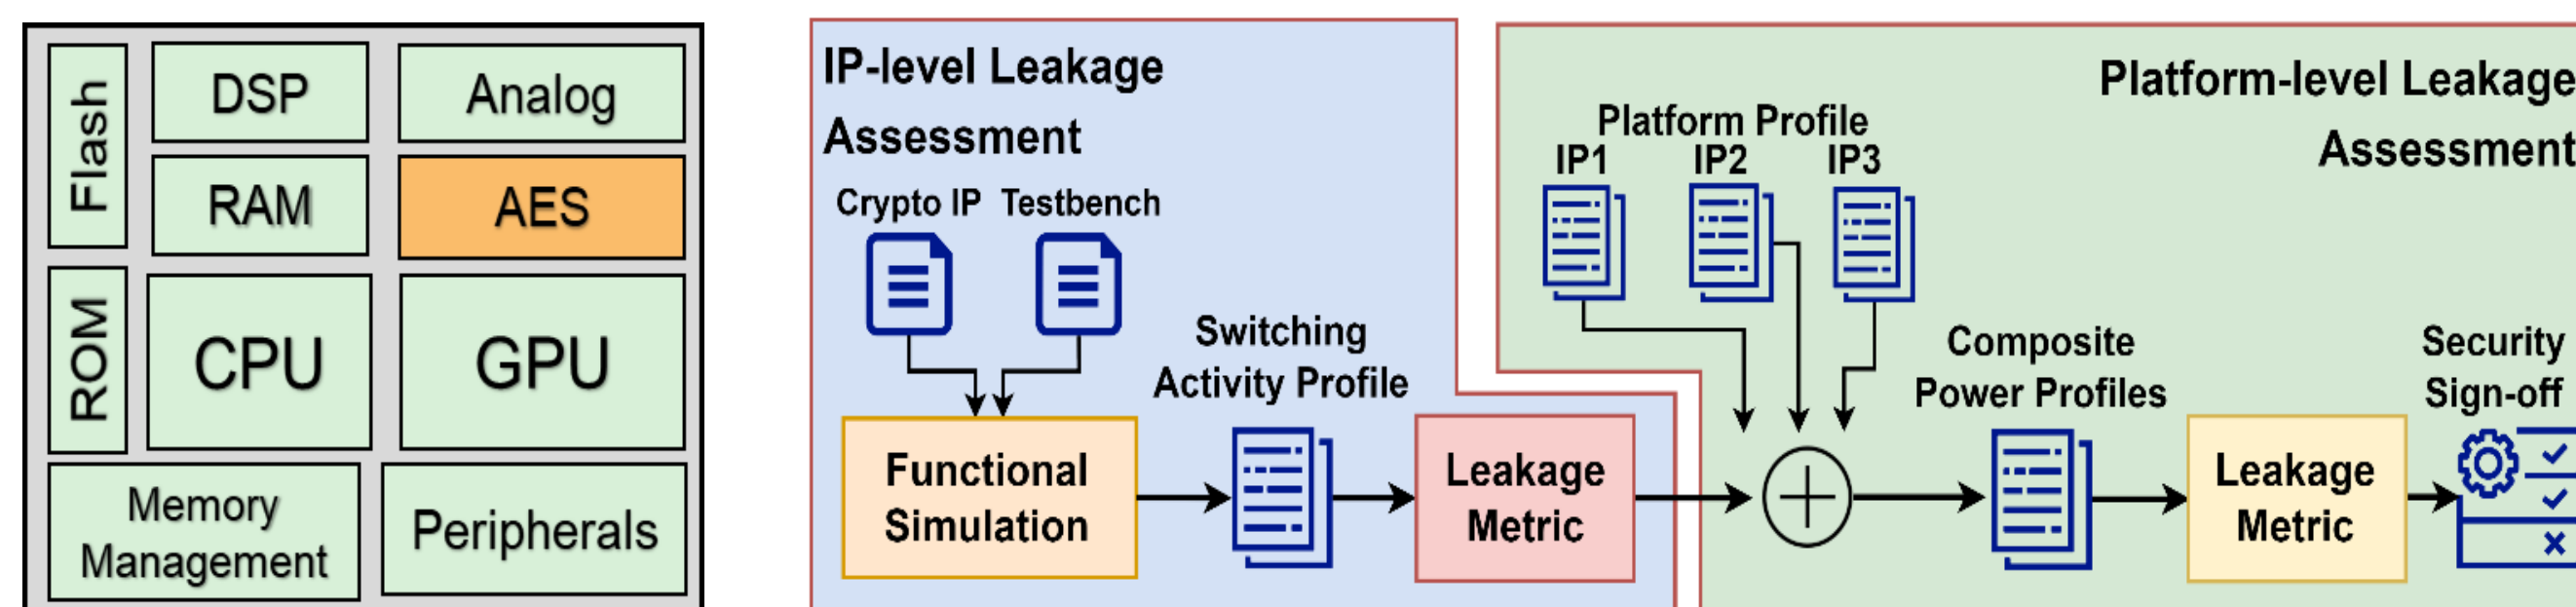 Flash
DSP
Analog
RAM
AES
ROM
CPU
GPU
Memory
Management
Peripherals
IP-level Leakage
Assessment
Crypto IP Testbench
Switching
Activity Profile
Functional
Simulation
Leakage
Metric
Platform-level Leakage
Assessment
Platform Profile
IP1 IP2 IP3
Composite
Power Profiles
Leakage
Metric
Security
Sign-off